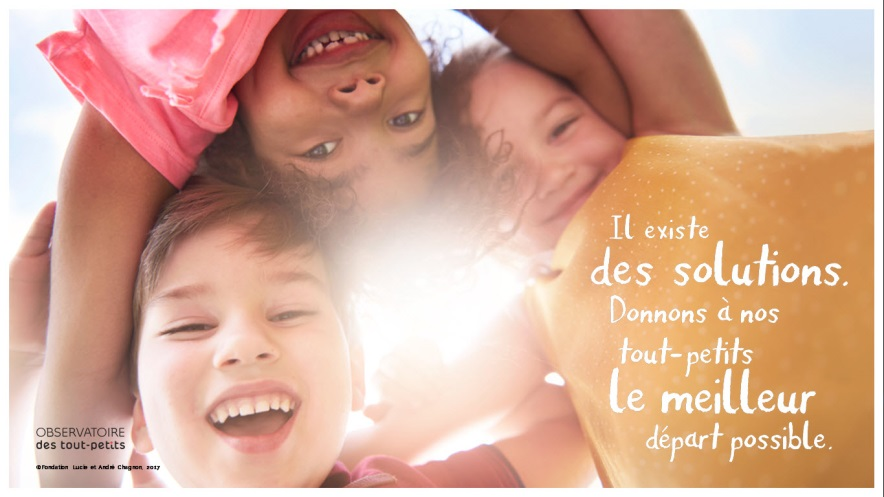 Il existe
des solutions.
Donnons à nos
tout-petits
le meilleur
départ possible.
OBSERVATOIRE
des tout-petits
©Fondation Lucie et André Chagnon, 2017